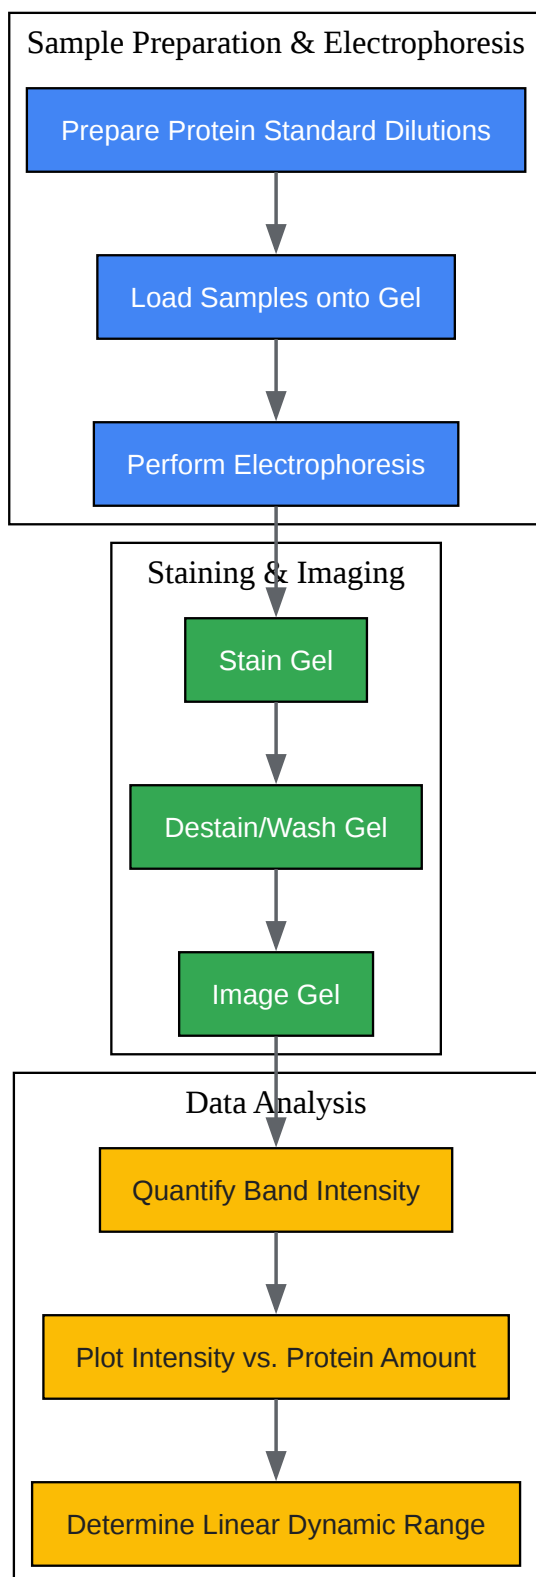 Sample Preparation & Electrophoresis
Prepare Protein Standard Dilutions
Load Samples onto Gel
Perform Electrophoresis
Staining & Imaging
Stain Gel
Destain/Wash Gel
Image Gel
Data Analysis
Quantify Band Intensity
Plot Intensity vs. Protein Amount
Determine Linear Dynamic Range